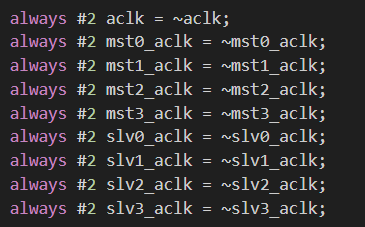 always #2 aclk = ~aclk;
always #2 mst0_aclk = ~mst0_aclk;
always #2 mst1_aclk = ~mst1_aclk;
always #2 mst2_aclk = ~mst2_aclk;
always #2 mst3_aclk = ~mst3_aclk;
always #2 slv0_aclk = ~slv0_aclk;
always #2 slv1_aclk = ~slv1_aclk;
always #2 slv2_aclk = ~slv2_aclk;
always #2 slv3_aclk = ~slv3_aclk;